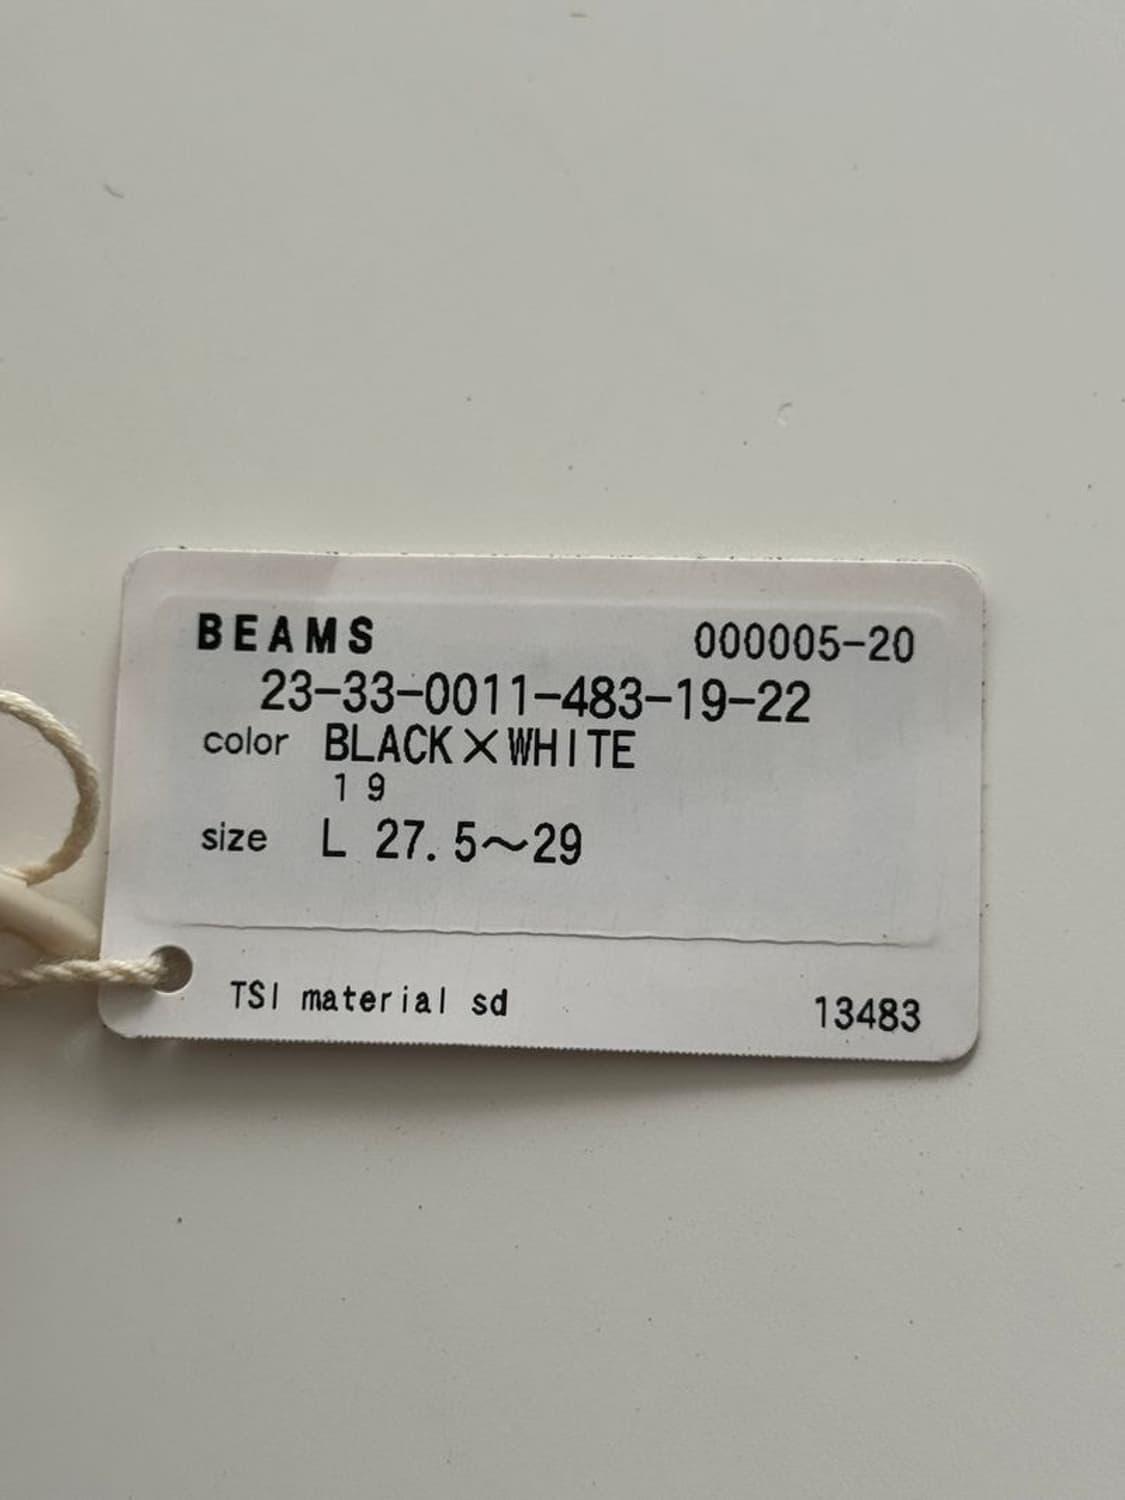 BEAMS 000005-20
23-33-0011-483-19-22
color BLACK×WHITE
19
size L 27.5～29
TSI material sd 13483